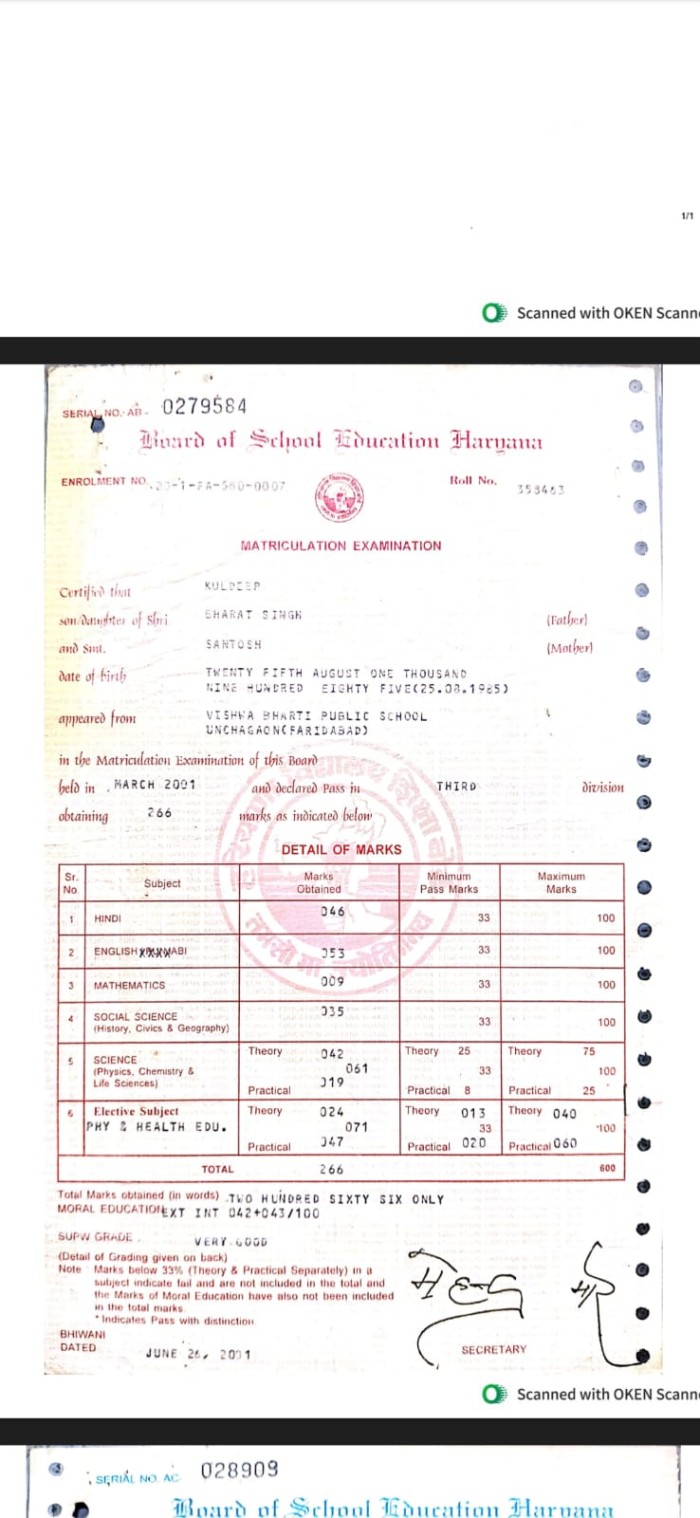 1/1
Scanned with OKEN Scann
SERIAL NO. AB - 0279584
Board of School Education Haryana
ENROLMENT NO. Roll No. 353463
MATRICULATION EXAMINATION
Certified that KULDEEP
son/daughter of Shri BHARAT SINGH (Father)
and Smt. SANTOSH (Mother)
date of birth TWENTY FIFTH AUGUST ONE THOUSAND
NINE HUNDRED EIGHTY FIVE(25.08.1985)
appeared from VISHWA BHARTI PUBLIC SCHOOL
UNCHAGAON(FARIDABAD)
in the Matriculation Examination of this Board
held in MARCH 2001 and declared Pass in THIRD division
obtaining 266 marks as indicated below
DETAIL OF MARKS
Sr. No. Subject Marks Obtained Minimum Pass Marks Maximum Marks
1 HINDI 046 33 100
2 ENGLISH 053 33 100
3 MATHEMATICS 009 33 100
4 SOCIAL SCIENCE 035 33 100
(History, Civics & Geography)
5 SCIENCE Theory 042 Theory 25 Theory 75
(Physics, Chemistry & 061 33 100
Life Sciences) Practical 019 Practical 8 Practical 25
6 Elective Subject Theory 024 Theory 013 Theory 040
PHY & HEALTH EDU. 071 33 *100
Practical 047 Practical 020 Practical 060
TOTAL 266 600
Total Marks obtained (in words) TWO HUNDRED SIXTY SIX ONLY
MORAL EDUCATION EXT INT 042+043/100
SUPW GRADE VERY GOOD
(Detail of Grading given on back)
Note Marks below 33% (Theory & Practical Separately) in a
subject indicate fail and are not included in the total and
the Marks of Moral Education have also not been included
in the total marks.
* Indicates Pass with distinction
BHIWANI
DATED JUNE 26, 2001 SECRETARY
Scanned with OKEN Scann
SERIAL NO. AC 028909
Board of School Education Haryana